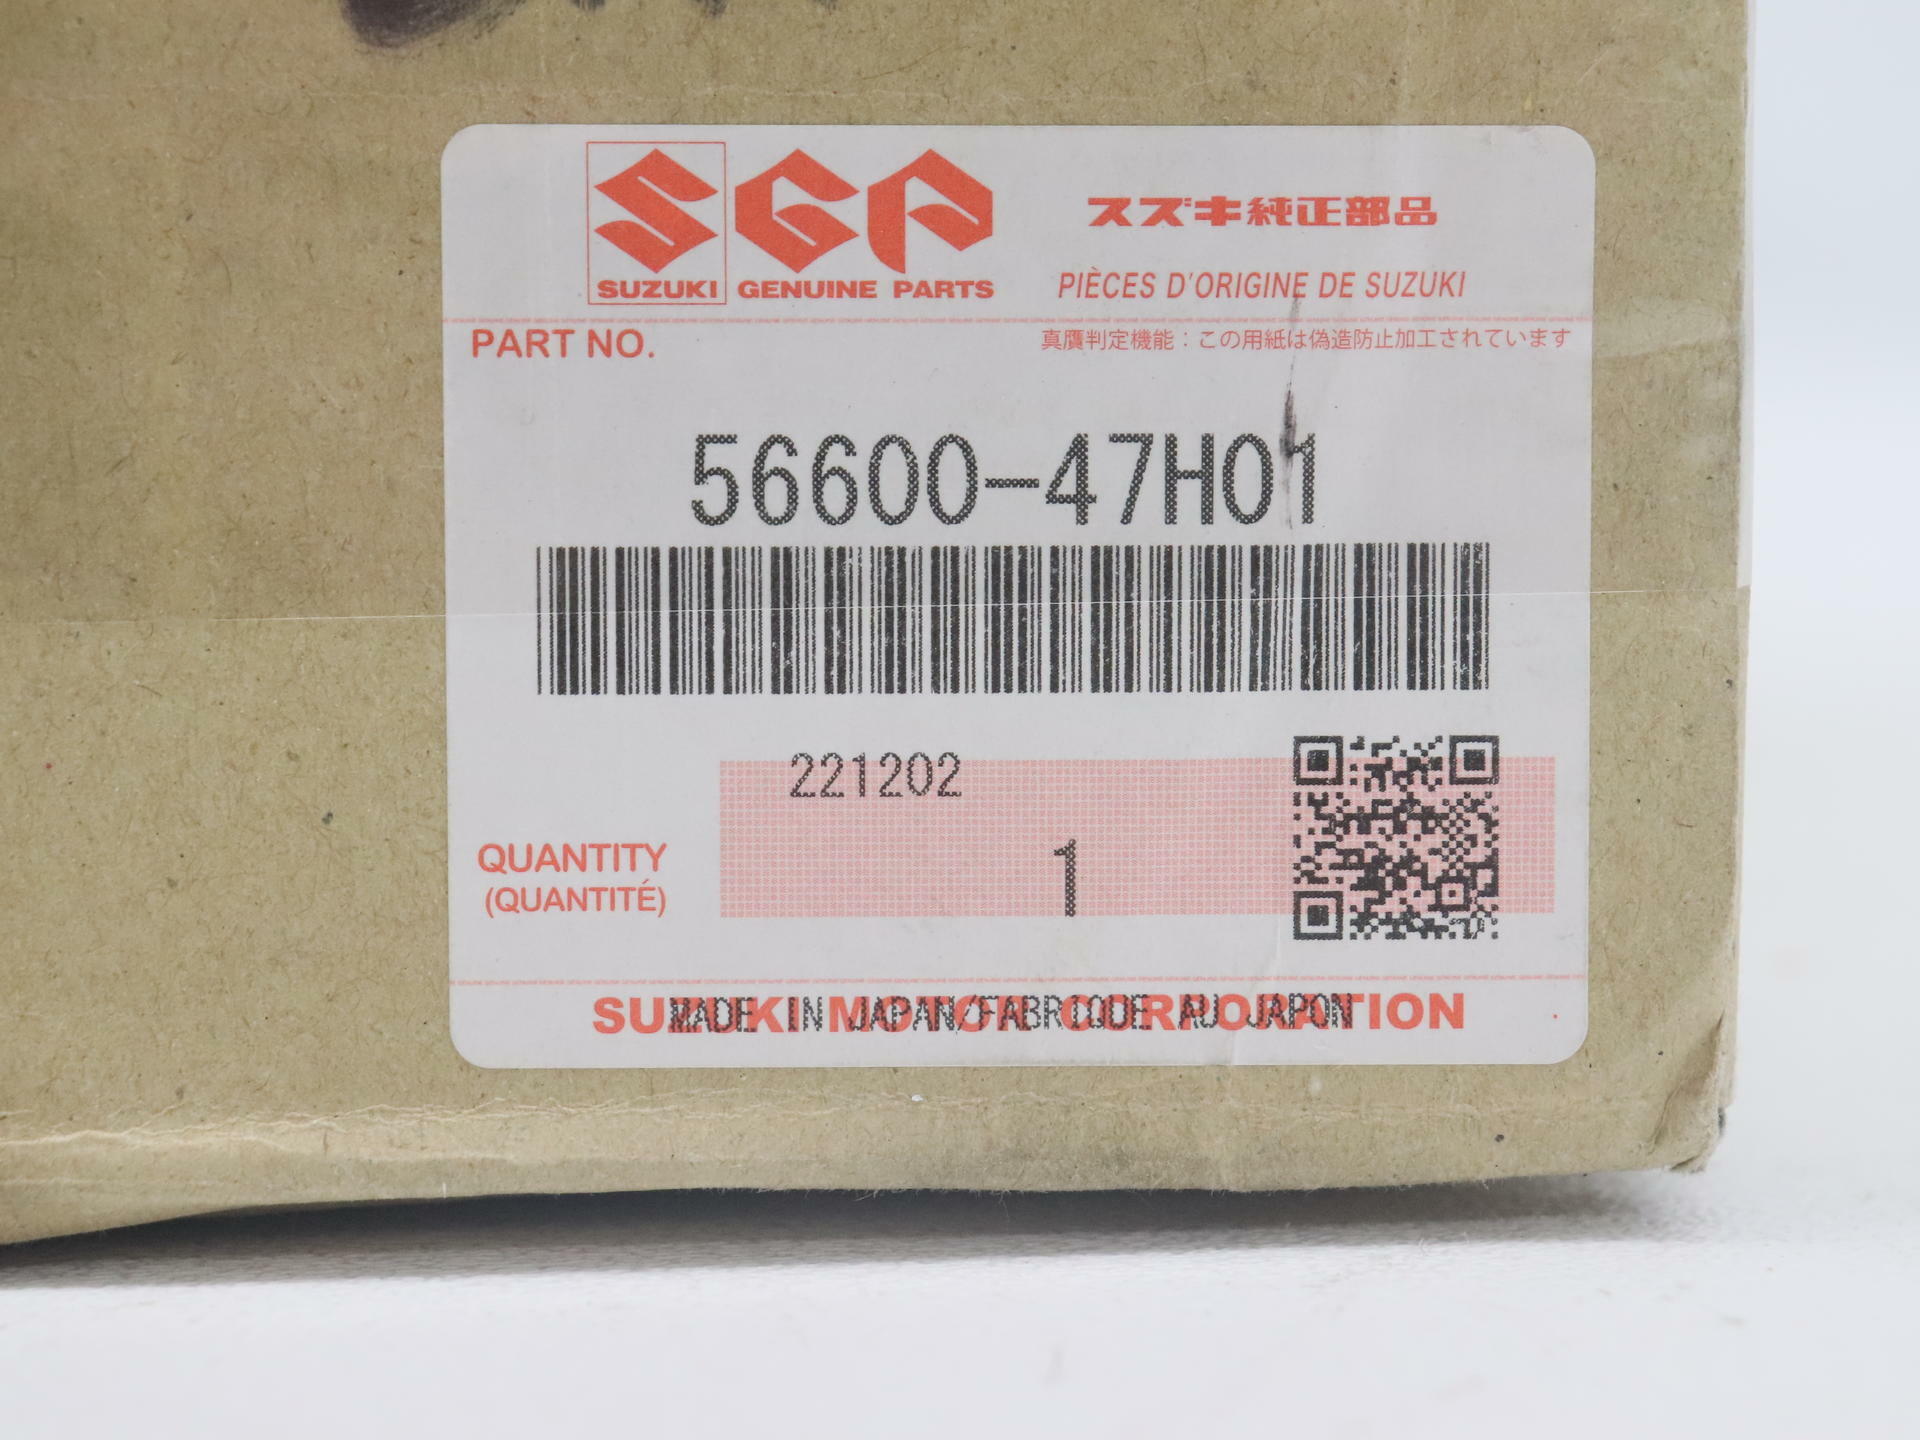 SGP
SUZUKI GENUINE PARTS
スズキ純正部品
PIÈCES D'ORIGINE DE SUZUKI
PART NO.
真贋判定機能：この用紙は偽造防止加工されています
56600-47H01
221202
QUANTITY
(QUANTITÉ)
1
SUZUKI MOTOR CORPORATION
MADE IN JAPAN/FABRIQUE AU JAPON